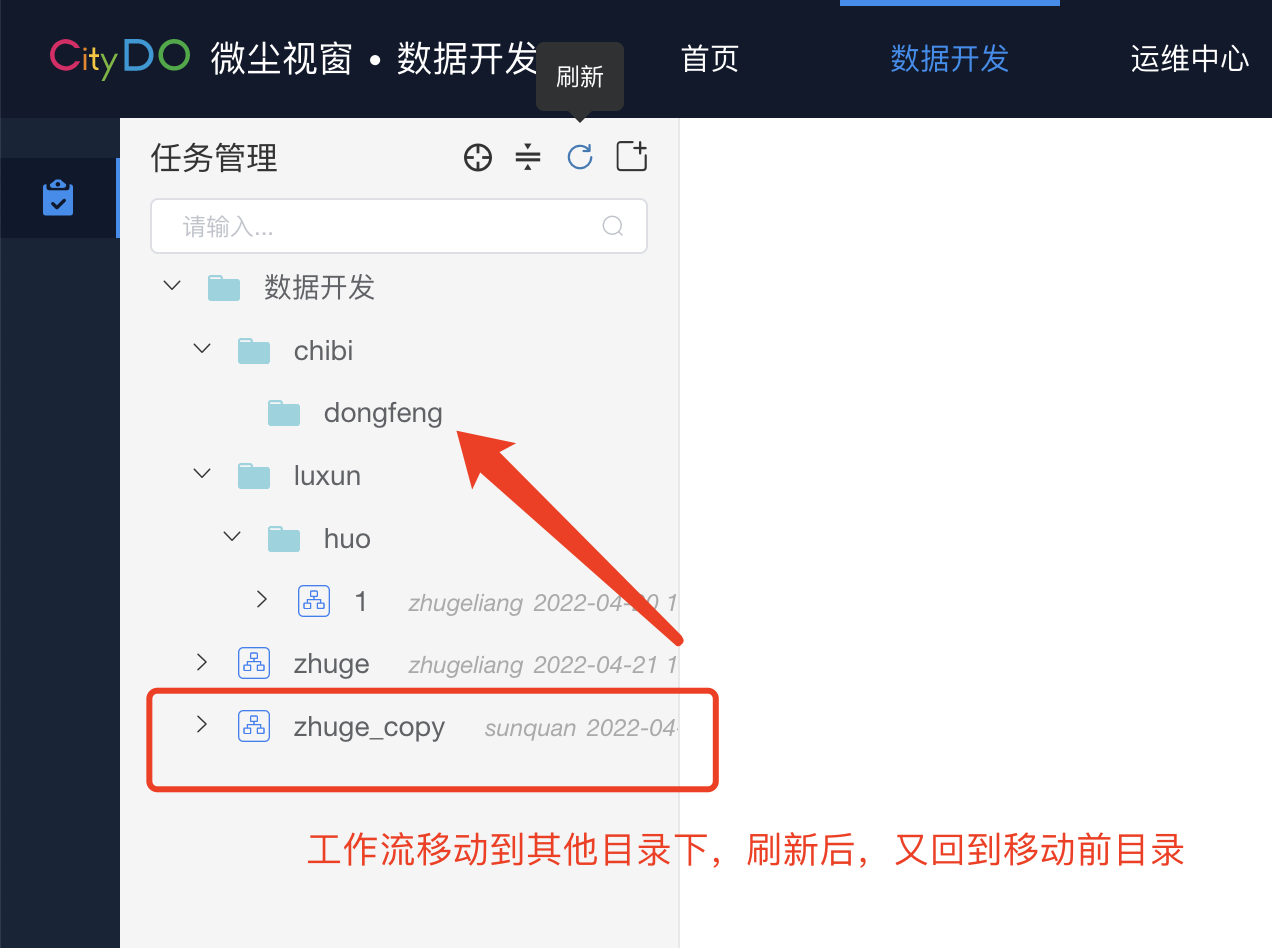 CityDO 微尘视窗 • 数据开发 首页 数据开发 运维中心
刷新
任务管理
请输入...
数据开发
chibi
dongfeng
luxun
huo
1 zhugeliang 2022-04-20 1
zhuge zhugeliang 2022-04-21 1
zhuge_copy sunquan 2022-04-
工作流移动到其他目录下，刷新后，又回到移动前目录